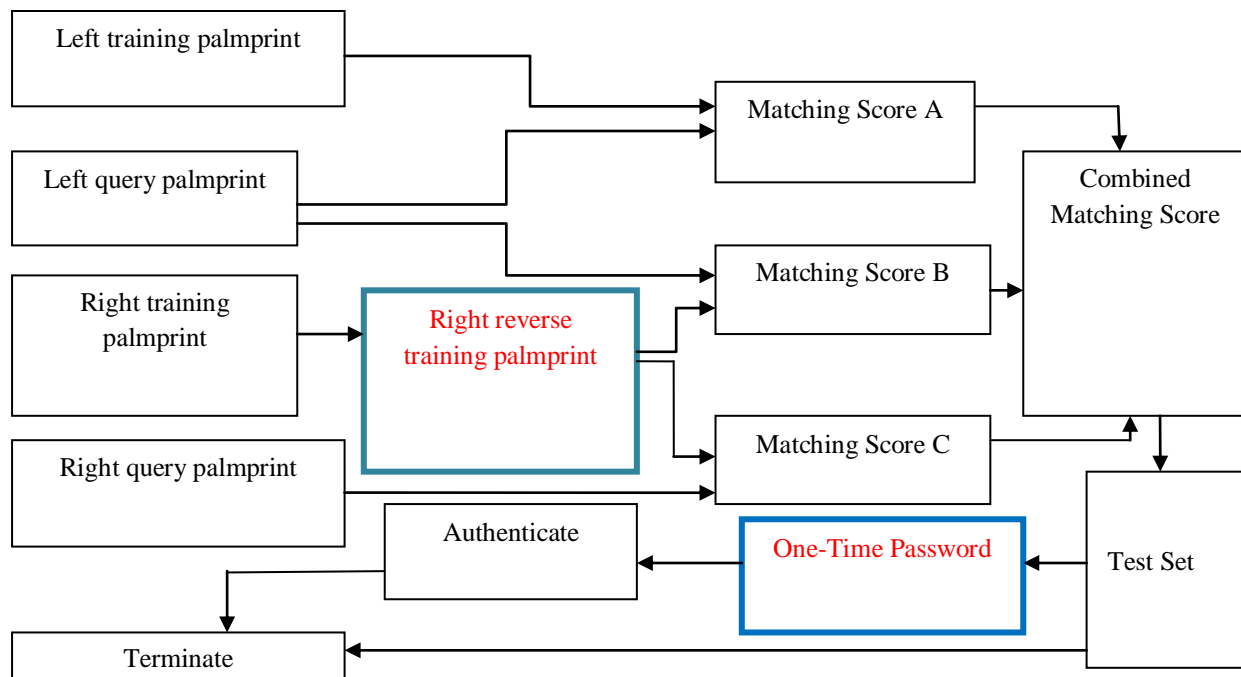 Left training palmprint
Left query palmprint
Right training
palmprint
Right query palmprint
Right reverse
training palmprint
Matching Score A
Matching Score B
Matching Score C
Combined
Matching Score
Test Set
One-Time Password
Authenticate
Terminate